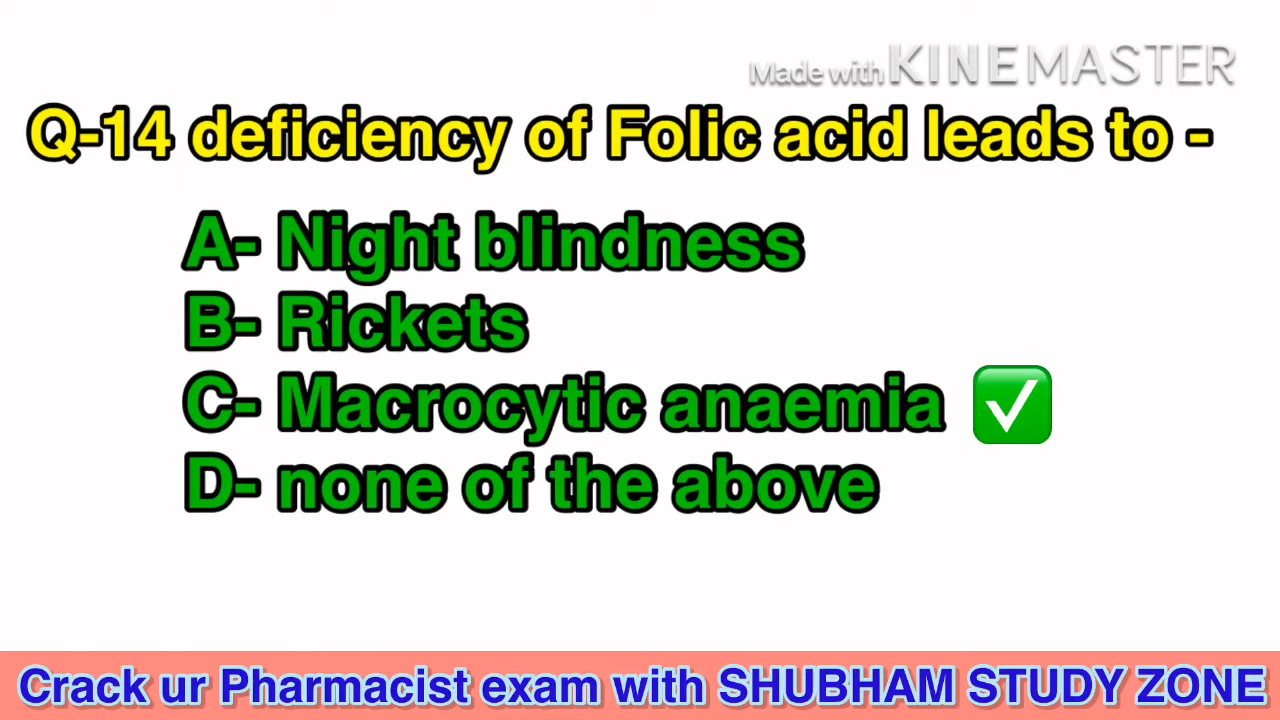 Made with KINEMASTER
Q-14 deficiency of Folic acid leads to -
A- Night blindness
B- Rickets
C- Macrocytic anaemia ✅
D- none of the above
Crack ur Pharmacist exam with SHUBHAM STUDY ZONE